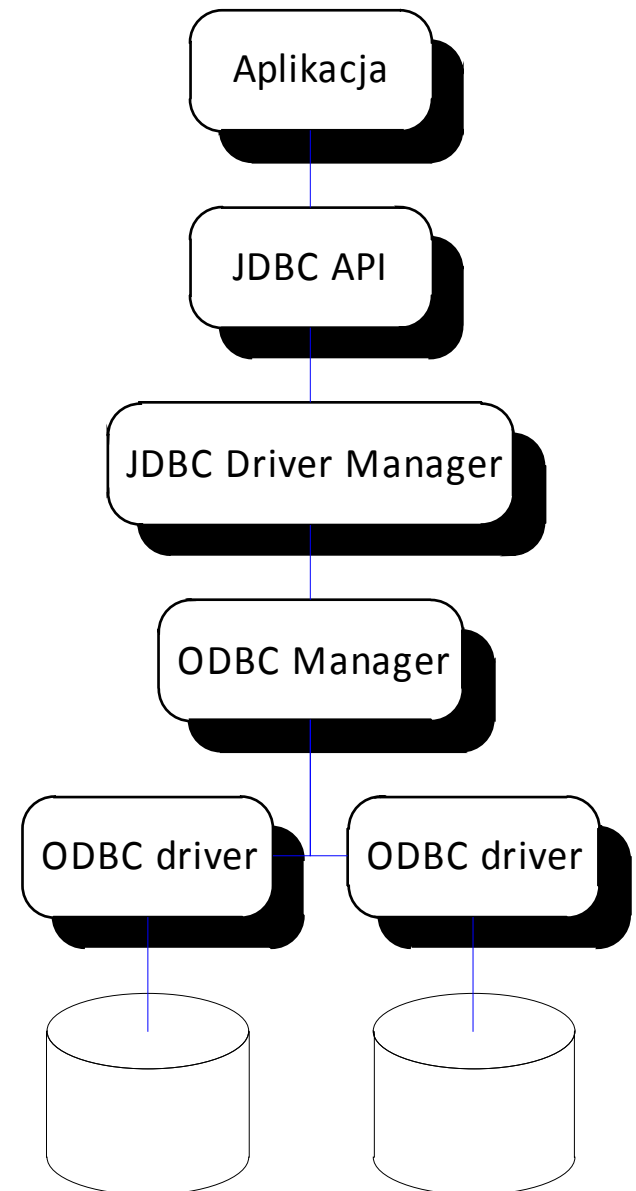 Aplikacja
JDBC API
JDBC Driver Manager
ODBC Manager
ODBC driver
ODBC driver